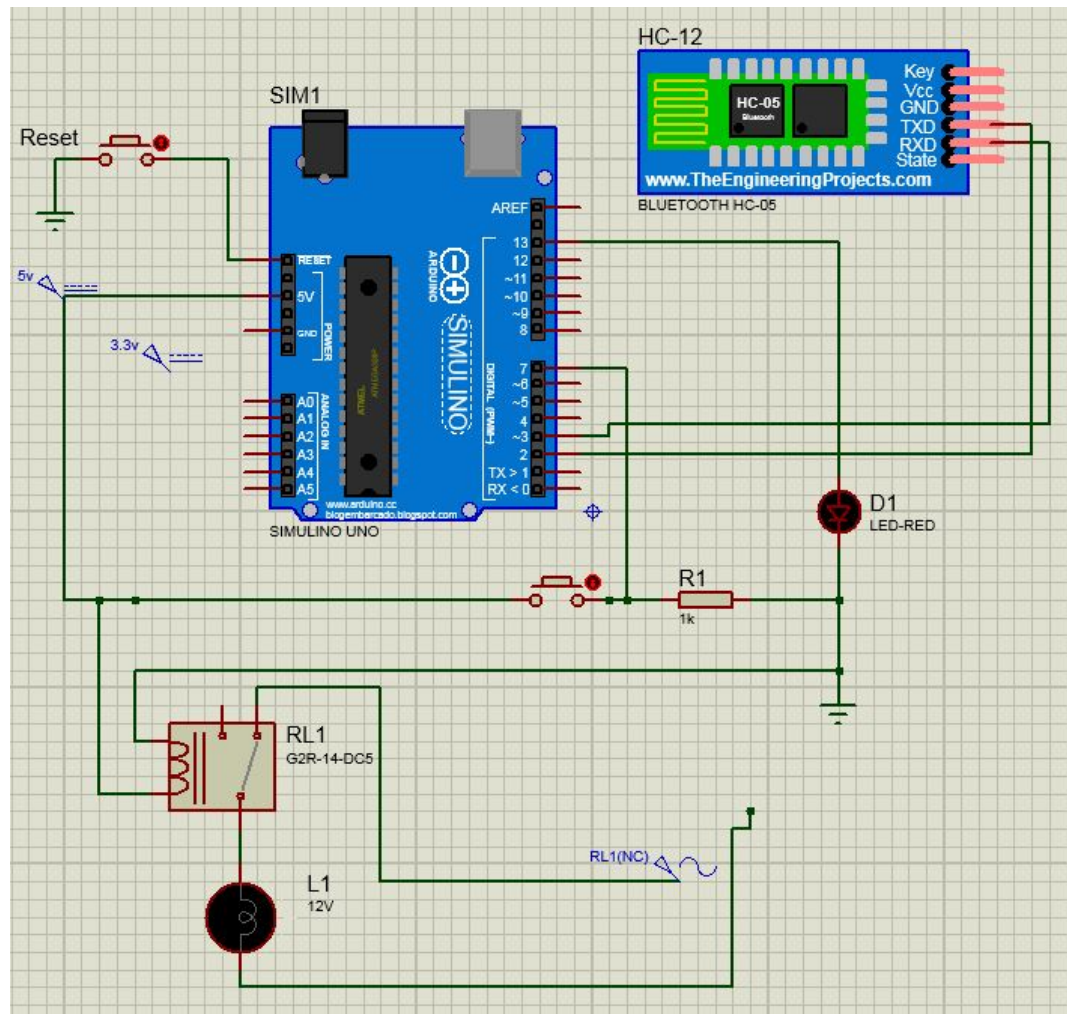 HC-12
HC-05
Bluetooth
Key
Vcc
GND
TXD
RXD
State
www.TheEngineeringProjects.com
BLUETOOTH HC-05
SIM1
Reset
AREF
13
12
~11
~10
~9
8
7
~6
~5
4
~3
2
TX > 1
RX < 0
RESET
5V
GND
POWER
A0
A1
A2
A3
A4
A5
ANALOG IN
ARDUINO
SIMULINO
DIGITAL (PWM~)
ATMEL
www.arduino.cc
blogembarcado.blogspot.com
SIMULINO UNO
5v
3.3v
D1
LED-RED
R1
1k
RL1
G2R-14-DC5
RL1(NC)
L1
12V